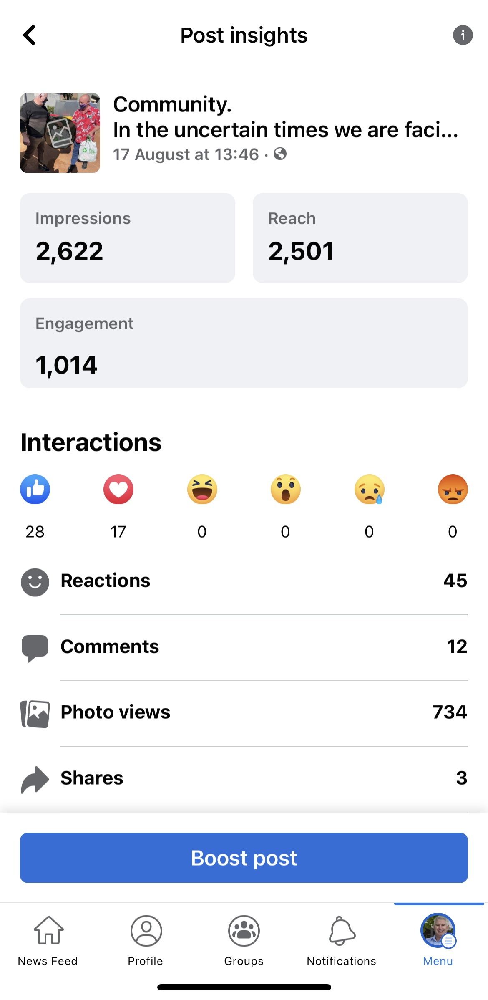 Post insights
Community.
In the uncertain times we are faci...
17 August at 13:46 ·
Impressions
2,622
Reach
2,501
Engagement
1,014
Interactions
28
17
0
0
0
0
Reactions
45
Comments
12
Photo views
734
Shares
3
Boost post
News Feed
Profile
Groups
Notifications
Menu